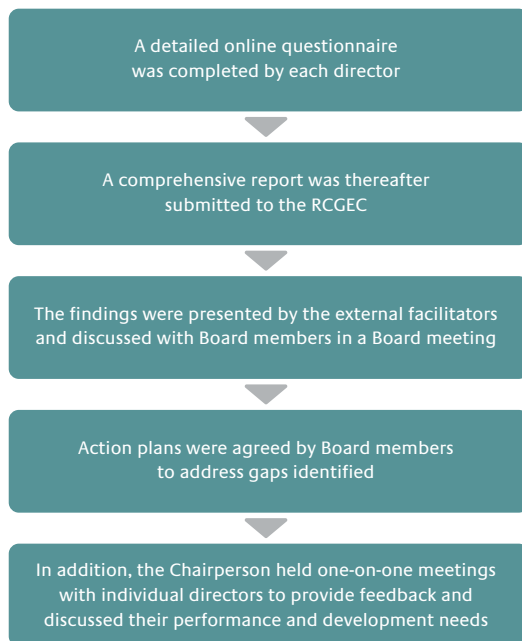 A detailed online questionnaire
was completed by each director
A comprehensive report was thereafter
submitted to the RCGEC
The findings were presented by the external facilitators
and discussed with Board members in a Board meeting
Action plans were agreed by Board members
to address gaps identified
In addition, the Chairperson held one-on-one meetings
with individual directors to provide feedback and
discussed their performance and development needs